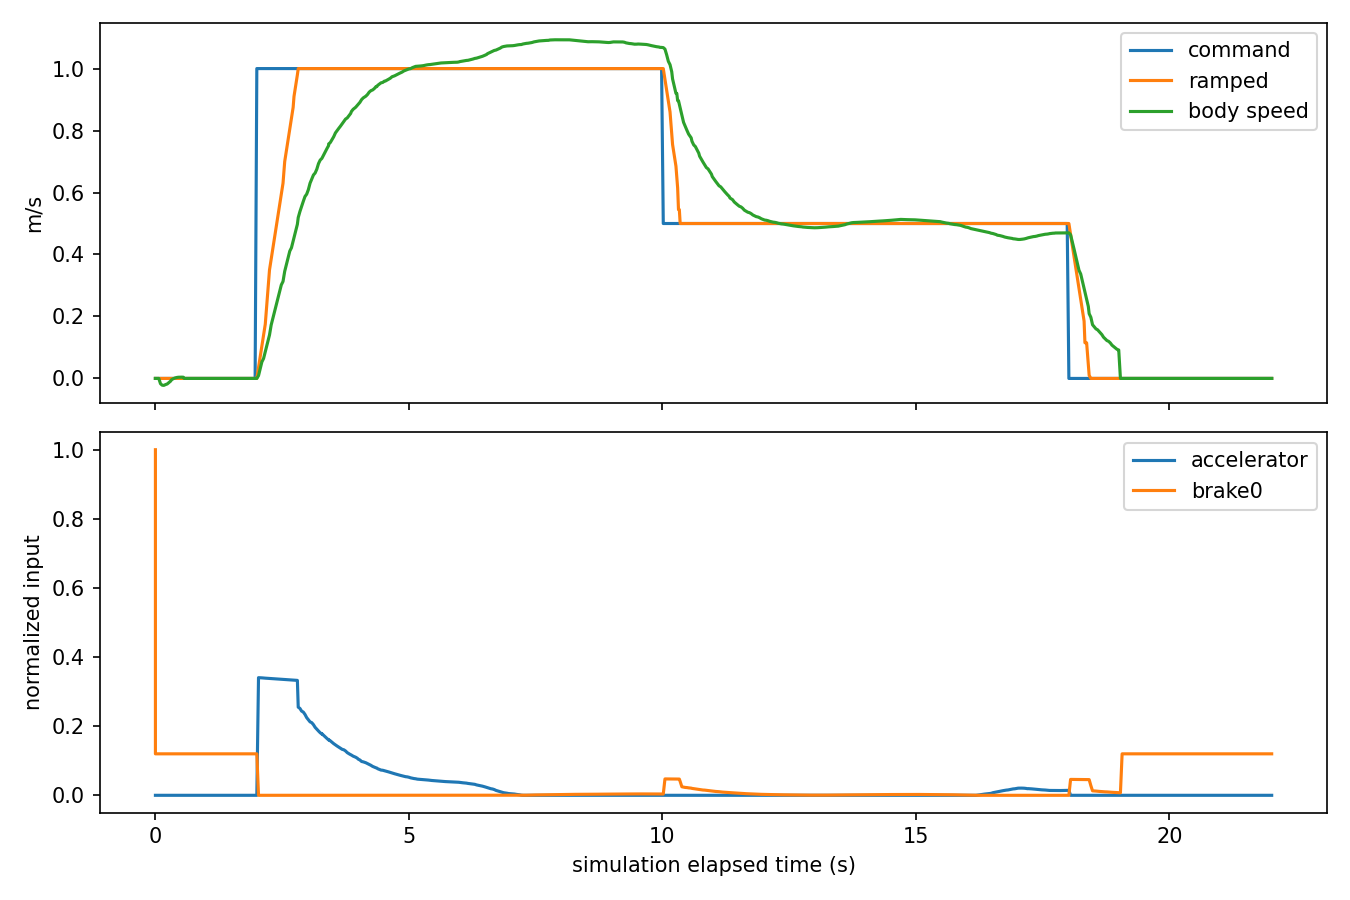 command
ramped
body speed
1.0
0.8
0.6
0.4
0.2
0.0
m/s
accelerator
brake0
1.0
0.8
0.6
0.4
0.2
0.0
normalized input
0 5 10 15 20
simulation elapsed time (s)